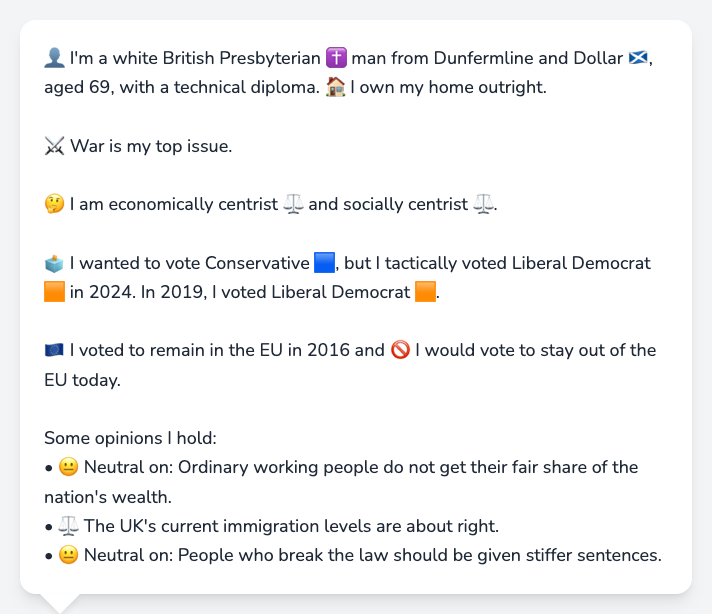 👤 I'm a white British Presbyterian ✝️ man from Dunfermline and Dollar 🏴󠁧󠁢󠁳󠁣󠁴󠁿,
aged 69, with a technical diploma. 🏠 I own my home outright.
⚔️ War is my top issue.
🤔 I am economically centrist ⚖️ and socially centrist ⚖️.
🗳️ I wanted to vote Conservative 🟦, but I tactically voted Liberal Democrat
🟧 in 2024. In 2019, I voted Liberal Democrat 🟧.
🇪🇺 I voted to remain in the EU in 2016 and 🚫 I would vote to stay out of the
EU today.
Some opinions I hold:
• 😐 Neutral on: Ordinary working people do not get their fair share of the
nation's wealth.
• ⚖️ The UK's current immigration levels are about right.
• 😐 Neutral on: People who break the law should be given stiffer sentences.